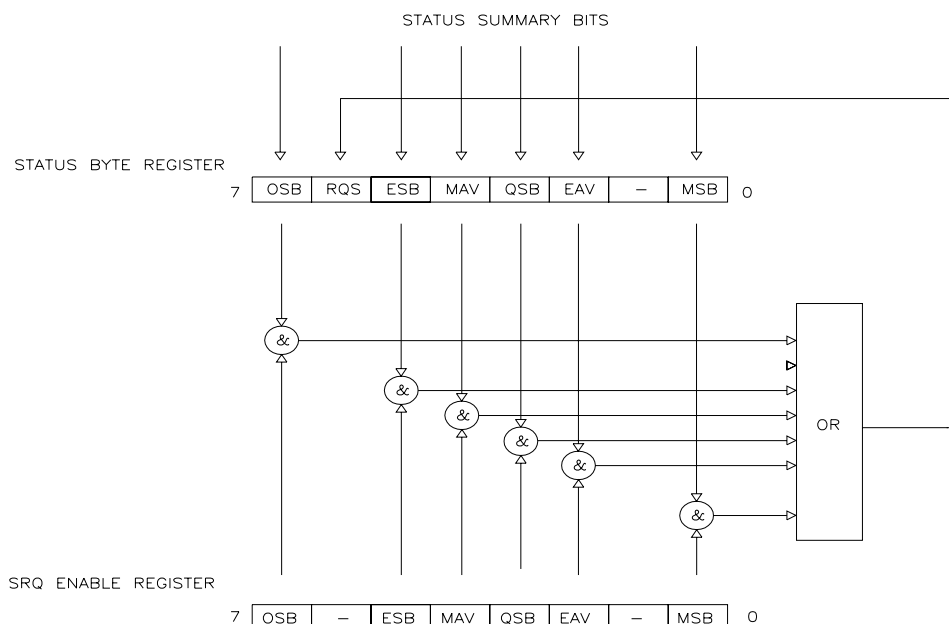 STATUS SUMMARY BITS
STATUS BYTE REGISTER
7 OSB RQS ESB MAV QSB EAV – MSB 0
&
&
&
&
&
&
OR
SRQ ENABLE REGISTER
7 OSB – ESB MAV QSB EAV – MSB 0